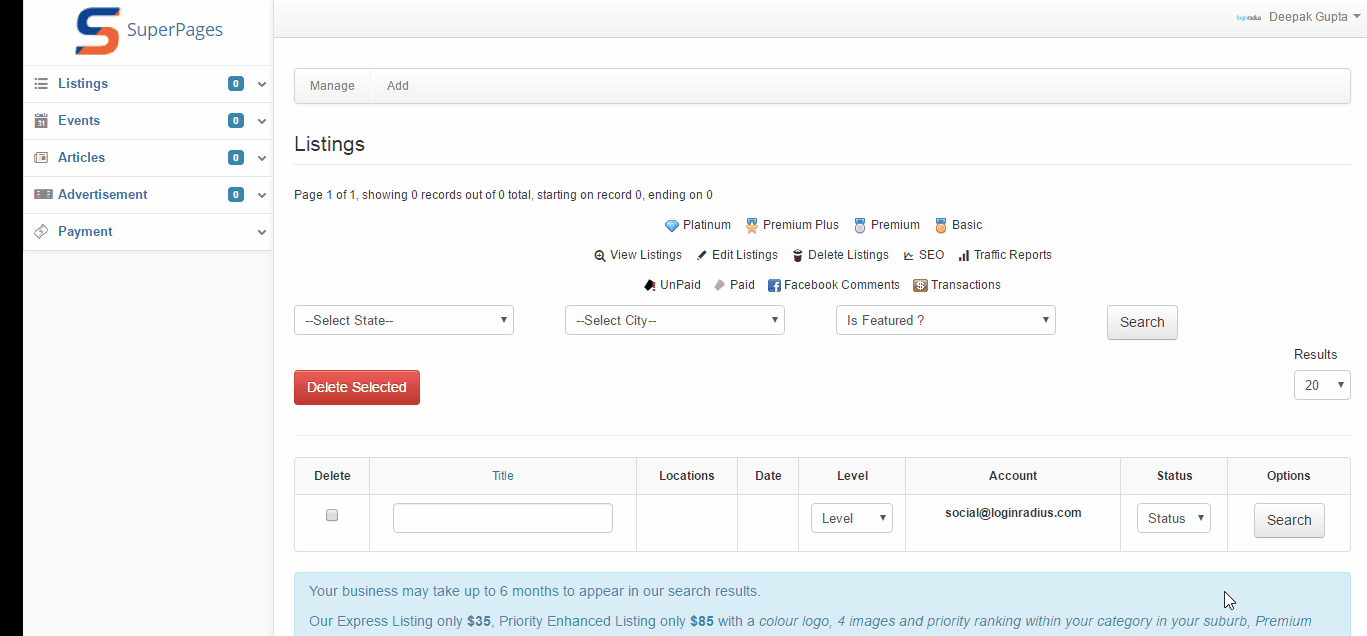 SuperPages
loginradius Deepak Gupta
Listings 0
Events 0
Articles 0
Advertisement 0
Payment
Manage Add
Listings
Page 1 of 1, showing 0 records out of 0 total, starting on record 0, ending on 0
Platinum Premium Plus Premium Basic
View Listings Edit Listings Delete Listings SEO Traffic Reports
UnPaid Paid Facebook Comments Transactions
--Select State-- --Select City-- Is Featured ? Search
Results
Delete Selected 20
Delete Title Locations Date Level Account Status Options
Level social@loginradius.com Status Search
Your business may take up to 6 months to appear in our search results.
Our Express Listing only $35, Priority Enhanced Listing only $85 with a colour logo, 4 images and priority ranking within your category in your suburb, Premium